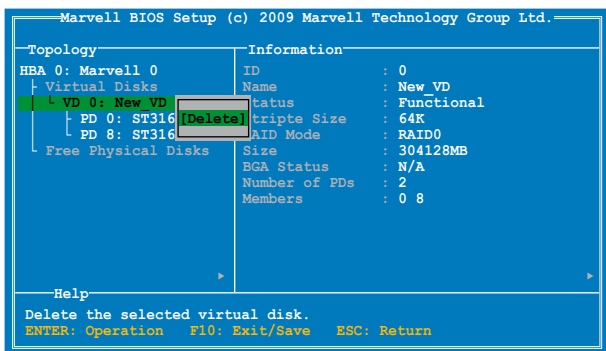 Marvell BIOS Setup (c) 2009 Marvell Technology Group Ltd.
Topology
HBA 0: Marvell 0
Virtual Disks
VD 0: New_VD
PD 0: ST316
PD 8: ST316
Free Physical Disks
[Delete]
Information
ID : 0
Name : New_VD
tatus : Functional
tripte Size : 64K
AID Mode : RAID0
Size : 304128MB
BGA Status : N/A
Number of PDs : 2
Members : 0 8
Help
Delete the selected virtual disk.
ENTER: Operation F10: Exit/Save ESC: Return